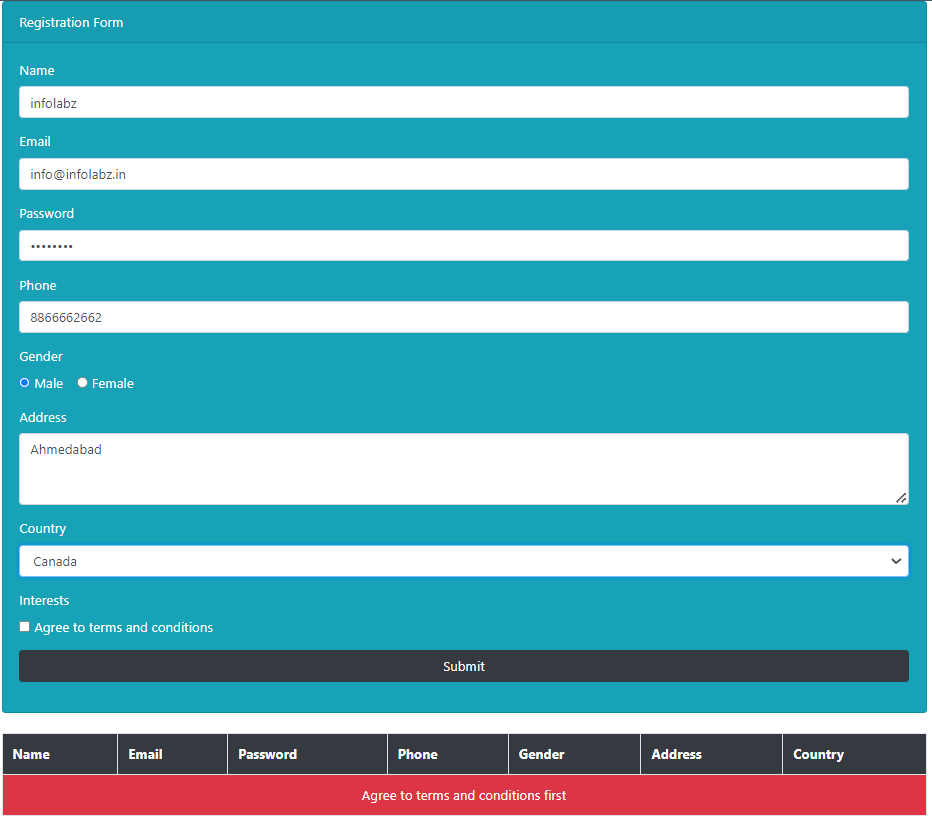 Registration Form
Name
infolabz
Email
info@infolabz.in
Password
••••••••
Phone
8866662662
Gender
Male Female
Address
Ahmedabad
Country
Canada
Interests
Agree to terms and conditions
Submit
Name Email Password Phone Gender Address Country
Agree to terms and conditions first